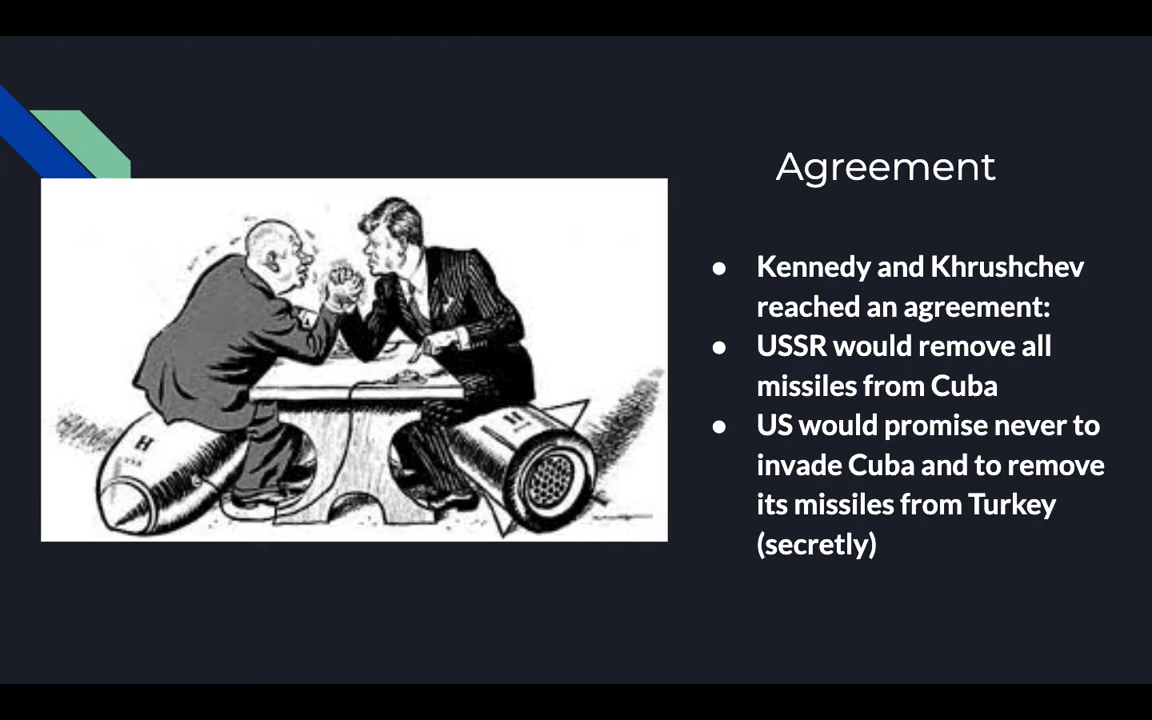 Agreement
● Kennedy and Khrushchev
reached an agreement:
● USSR would remove all
missiles from Cuba
● US would promise never to
invade Cuba and to remove
its missiles from Turkey
(secretly)
H
H